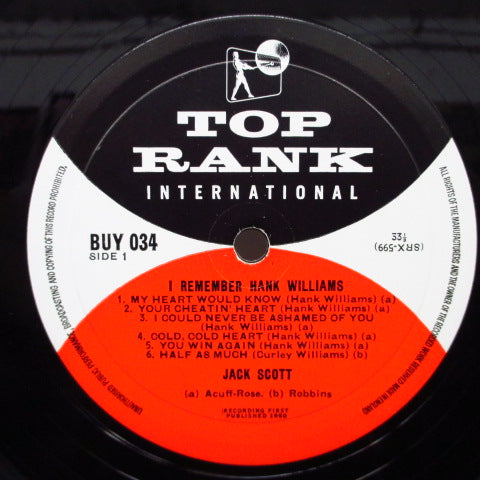 TOP
RANK
INTERNATIONAL
BUY 034
SIDE 1
33⅓
(SRX-599)
I REMEMBER HANK WILLIAMS
1. MY HEART WOULD KNOW (Hank Williams) (a)
2. YOUR CHEATIN' HEART (Hank Williams) (a)
3. I COULD NEVER BE ASHAMED OF YOU
(Hank Williams) (a)
4. COLD, COLD HEART (Hank Williams) (a)
5. YOU WIN AGAIN (Hank Williams) (a)
6. HALF AS MUCH (Curley Williams) (b)
JACK SCOTT
(a) Acuff-Rose. (b) Robbins
RECORDING FIRST
PUBLISHED 1960
ALL RIGHTS OF THE MANUFACTURERS AND THE OWNER OF THE RECORDED WORK RESERVED MADE IN ENGLAND
UNAUTHORISED PUBLIC PERFORMANCE, BROADCASTING AND COPYING OF THIS RECORD PROHIBITED.